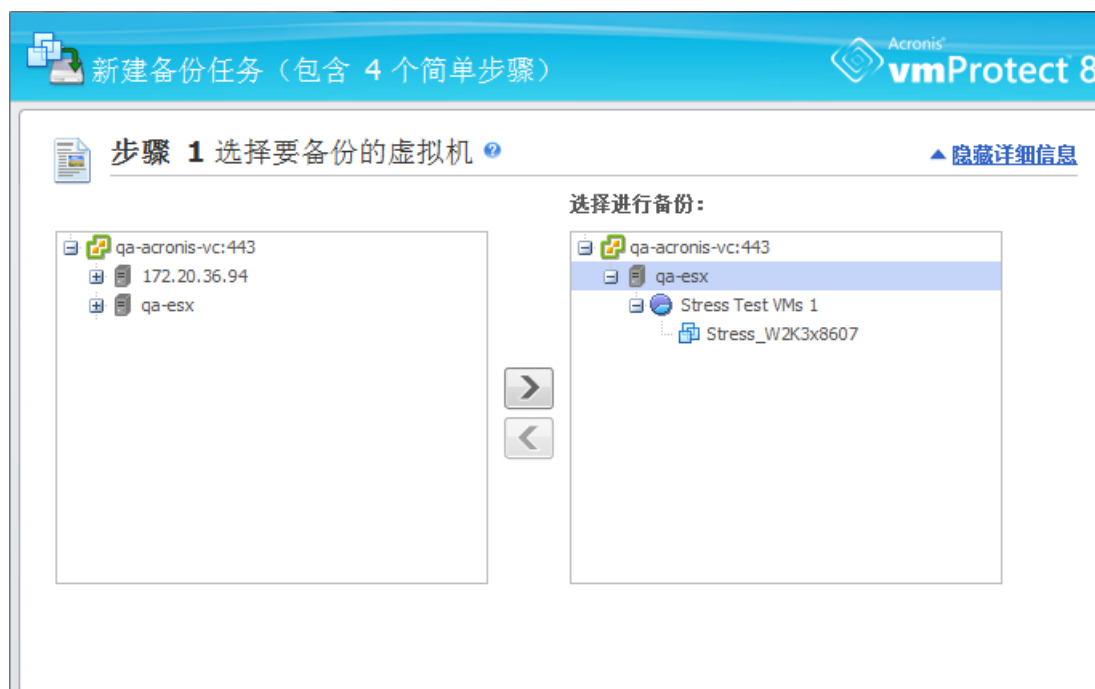 新建备份任务（包含 4 个简单步骤）
Acronis®
vmProtect™ 8
步骤 1 选择要备份的虚拟机
隐藏详细信息
选择进行备份：
qa-acronis-vc:443
172.20.36.94
qa-esx
qa-acronis-vc:443
qa-esx
Stress Test VMs 1
Stress_W2K3x8607